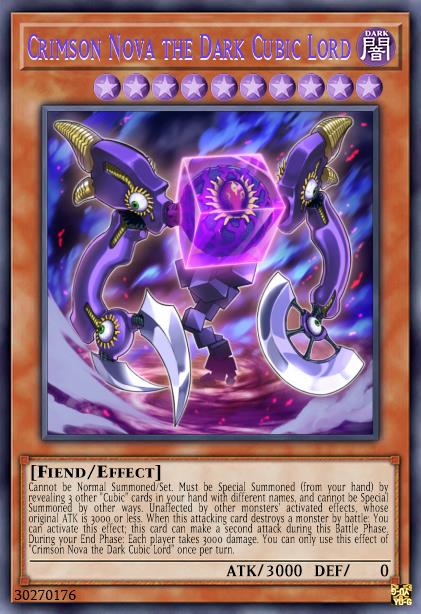 Crimson Nova the Dark Cubic Lord
DARK
闇
[Fiend/Effect]
Cannot be Normal Summoned/Set. Must be Special Summoned (from your hand) by
revealing 3 other "Cubic" cards in your hand with different names, and cannot be Special
Summoned by other ways. Unaffected by other monsters' activated effects, whose
original ATK is 3000 or less. When this attacking card destroys a monster by battle: You
can activate this effect; this card can make a second attack during this Battle Phase.
During your End Phase: Each player takes 3000 damage. You can only use this effect of
"Crimson Nova the Dark Cubic Lord" once per turn.
ATK/3000 DEF/ 0
30270176